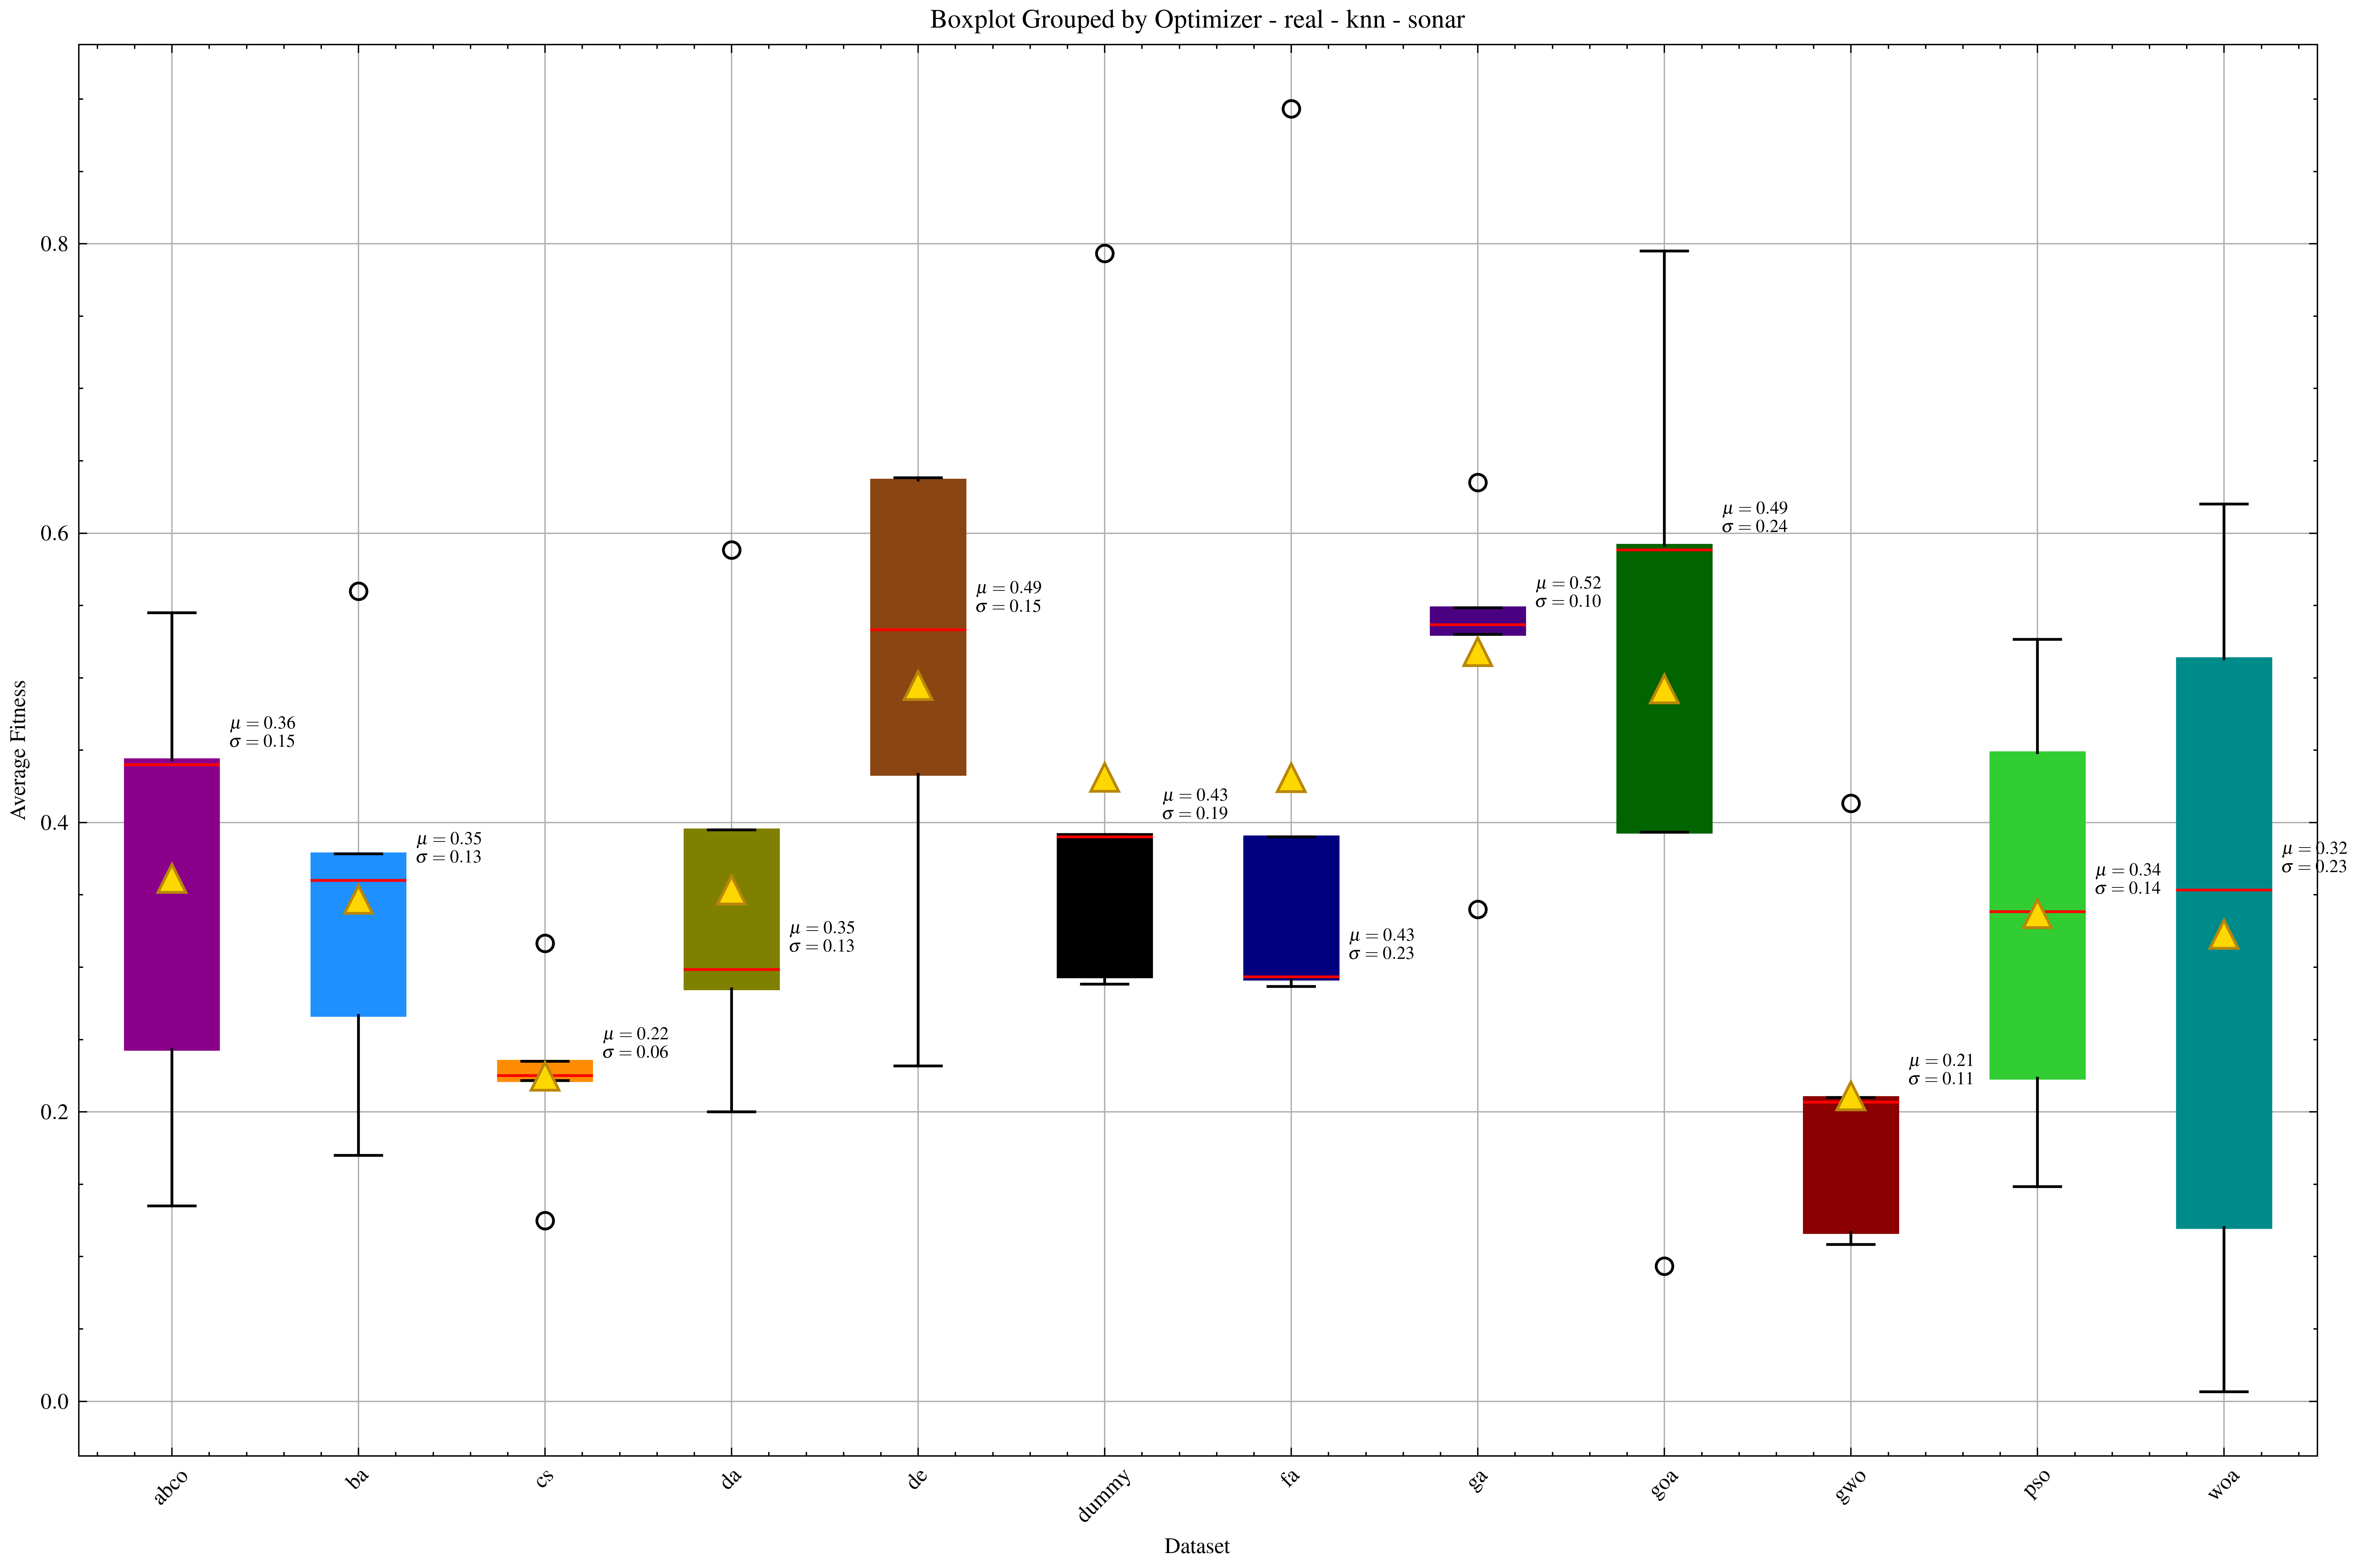 Boxplot Grouped by Optimizer - real - knn - sonar
Average Fitness
0.8
0.6
0.4
0.2
0.0
μ = 0.36
σ = 0.15
μ = 0.35
σ = 0.13
μ = 0.22
σ = 0.06
μ = 0.35
σ = 0.13
μ = 0.49
σ = 0.15
μ = 0.43
σ = 0.19
μ = 0.43
σ = 0.23
μ = 0.52
σ = 0.10
μ = 0.49
σ = 0.24
μ = 0.21
σ = 0.11
μ = 0.34
σ = 0.14
μ = 0.32
σ = 0.23
abco
ba
cs
da
de
dummy
fa
ga
goa
gwo
pso
woa
Dataset